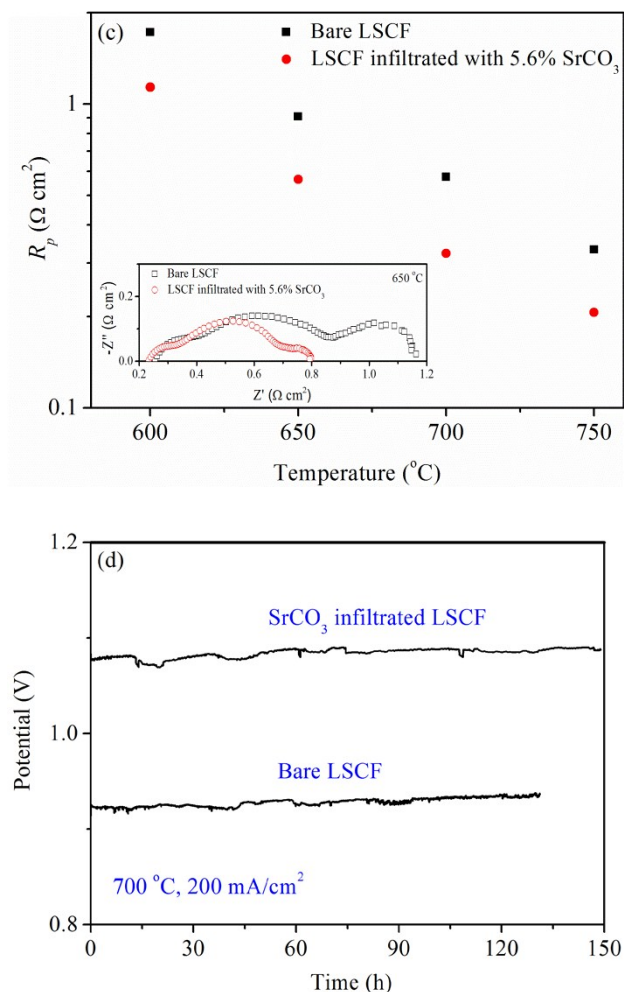 (c)
Bare LSCF
LSCF infiltrated with 5.6% SrCO₃
1
0.1
R_p (Ω cm²)
Bare LSCF
LSCF infiltrated with 5.6% SrCO₃
650 °C
0.2
0.0
-Z'' (Ω cm²)
0.2 0.4 0.6 0.8 1.0 1.2
Z' (Ω cm²)
600 650 700 750
Temperature (°C)
(d)
1.2
1.0
0.8
Potential (V)
SrCO₃ infiltrated LSCF
Bare LSCF
700 °C, 200 mA/cm²
0 30 60 90 120 150
Time (h)